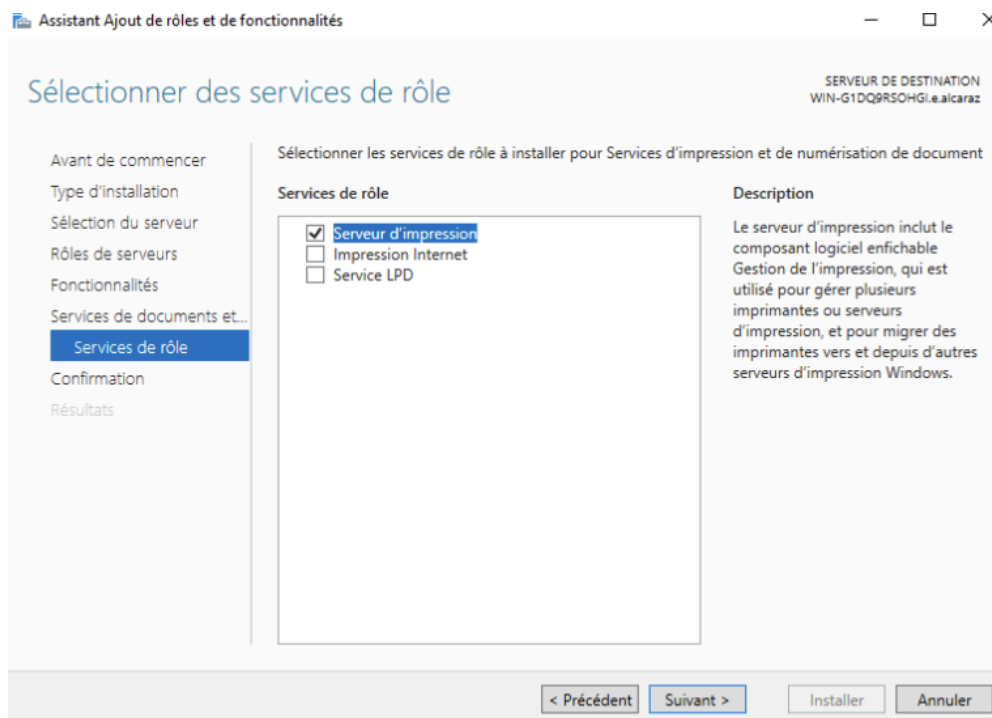 Assistant Ajout de rôles et de fonctionnalités
Sélectionner des services de rôle
SERVEUR DE DESTINATION
WIN-G1DQ9RSOHGI.e.alcaraz
Avant de commencer
Type d'installation
Sélection du serveur
Rôles de serveurs
Fonctionnalités
Services de documents et...
Services de rôle
Confirmation
Résultats
Sélectionner les services de rôle à installer pour Services d'impression et de numérisation de document
Services de rôle
Serveur d'impression
Impression Internet
Service LPD
Description
Le serveur d'impression inclut le
composant logiciel enfichable
Gestion de l'impression, qui est
utilisé pour gérer plusieurs
imprimantes ou serveurs
d'impression, et pour migrer des
imprimantes vers et depuis d'autres
serveurs d'impression Windows.
< Précédent
Suivant >
Installer
Annuler